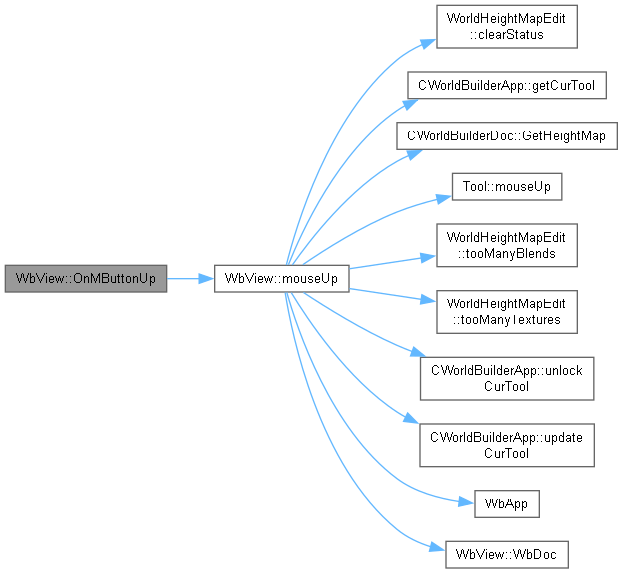 WorldHeightMapEdit
::clearStatus
CWorldBuilderApp::getCurTool
CWorldBuilderDoc::GetHeightMap
Tool::mouseUp
WorldHeightMapEdit
::tooManyBlends
WbView::OnMButtonUp
WbView::mouseUp
WorldHeightMapEdit
::tooManyTextures
CWorldBuilderApp::unlock
CurTool
CWorldBuilderApp::update
CurTool
WbApp
WbView::WbDoc